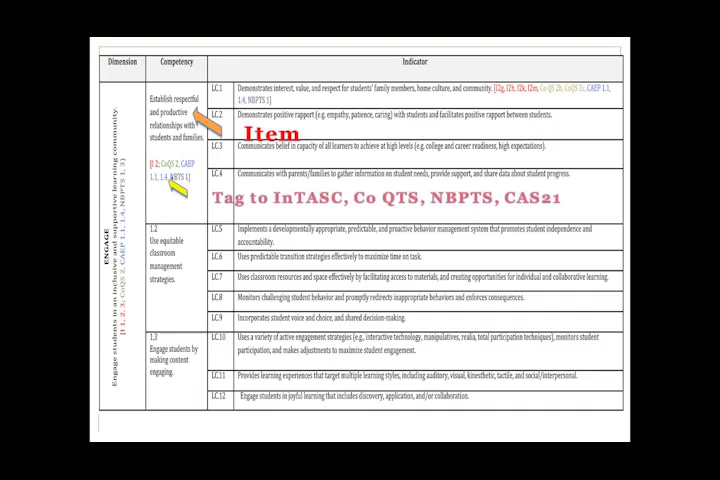 Dimension
Competency
Indicator
ENGAGE
Engage students in an inclusive and supportive learning community.
[I 1, 2, 3; CoQS 2, CAEP 1.1, 1.4, NBPTS 1, 3]
Establish respectful
and productive
relationships with
students and families.
[I 2; CoQS 2, CAEP
1.1, 1.4, NBTS 1]
LC.1
Demonstrates interest, value, and respect for students' family members, home culture, and community. [I2g, I2h, I2k, I2m, CoQS 2b, CoQS 2c, CAEP 1.1,
1.4, NBPTS 1]
LC.2
Demonstrates positive rapport (e.g. empathy, patience, caring) with students and facilitates positive rapport between students.
Item
LC.3
Communicates belief in capacity of all learners to achieve at high levels (e.g. college and career readiness, high expectations).
LC.4
Communicates with parents/families to gather information on student needs, provide support, and share data about student progress.
Tag to InTASC, Co QTS, NBPTS, CAS21
1.2
Use equitable
classroom
management
strategies.
LC.5
Implements a developmentally appropriate, predictable, and proactive behavior management system that promotes student independence and
accountability.
LC.6
Uses predictable transition strategies effectively to maximize time on task.
LC.7
Uses classroom resources and space effectively by facilitating access to materials, and creating opportunities for individual and collaborative learning.
LC.8
Monitors challenging student behavior and promptly redirects inappropriate behaviors and enforces consequences.
LC.9
Incorporates student voice and choice, and shared decision-making.
1.3
Engage students by
making content
engaging.
LC.10
Uses a variety of active engagement strategies (e.g., interactive technology, manipulatives, realia, total participation techniques), monitors student
participation, and makes adjustments to maximize student engagement.
LC.11
Provides learning experiences that target multiple learning styles, including auditory, visual, kinesthetic, tactile, and social/interpersonal.
LC.12
Engage students in joyful learning that includes discovery, application, and/or collaboration.